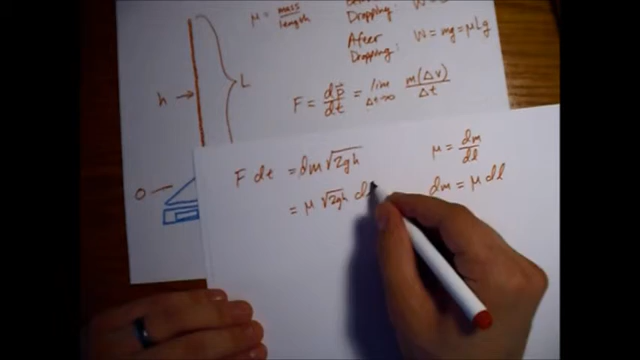 μ = mass / length
Dropping:
After Dropping: W = mg = μLg
L
h →
F = dp⃗/dt = lim Δt→0 m(Δv)/Δt
0 —
F dt = dm √2gh
= μ √2gh d
μ = dm/dl
dm = μ dl